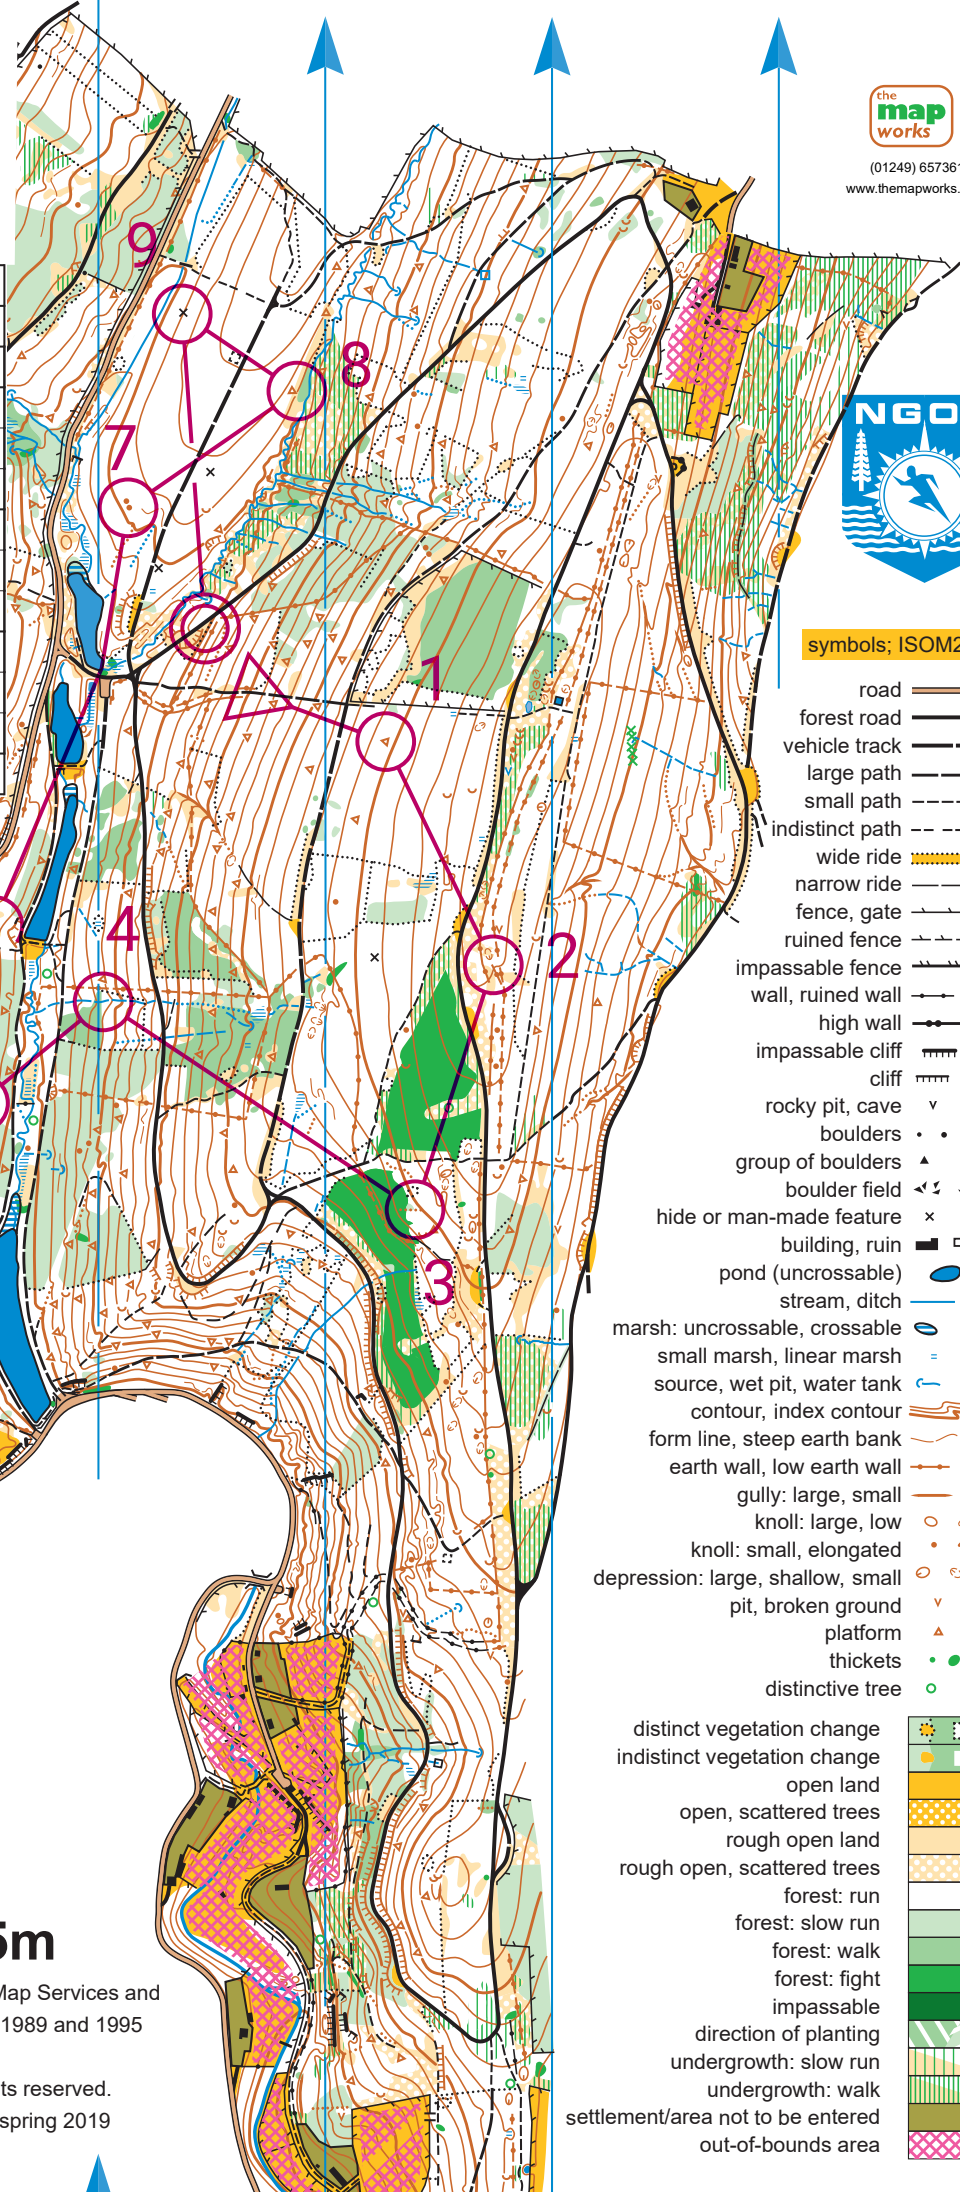 the
map
works
(01249) 657361
www.themapworks.
9
8
NGO
7
symbols; ISOM2
1
road
forest road
vehicle track
large path
small path
indistinct path
wide ride
narrow ride
4
fence, gate
2
ruined fence
impassable fence
wall, ruined wall
high wall
impassable cliff
cliff
rocky pit, cave
boulders
group of boulders
boulder field
hide or man-made feature
building, ruin
3
pond (uncrossable)
stream, ditch
marsh: uncrossable, crossable
small marsh, linear marsh
source, wet pit, water tank
contour, index contour
form line, steep earth bank
earth wall, low earth wall
gully: large, small
knoll: large, low
knoll: small, elongated
depression: large, shallow, small
pit, broken ground
platform
thickets
distinctive tree
distinct vegetation change
indistinct vegetation change
open land
open, scattered trees
rough open land
rough open, scattered trees
forest: run
forest: slow run
forest: walk
forest: fight
impassable
direction of planting
undergrowth: slow run
undergrowth: walk
settlement/area not to be entered
out-of-bounds area
5m
Map Services and
1989 and 1995
ts reserved.
spring 2019